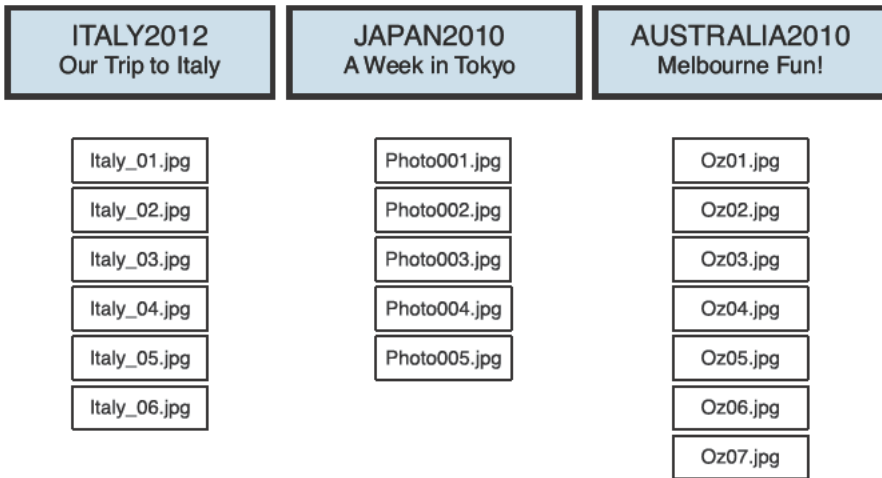 ITALY2012
Our Trip to Italy
Italy_01.jpg
Italy_02.jpg
Italy_03.jpg
Italy_04.jpg
Italy_05.jpg
Italy_06.jpg
JAPAN2010
A Week in Tokyo
Photo001.jpg
Photo002.jpg
Photo003.jpg
Photo004.jpg
Photo005.jpg
AUSTRALIA2010
Melbourne Fun!
Oz01.jpg
Oz02.jpg
Oz03.jpg
Oz04.jpg
Oz05.jpg
Oz06.jpg
Oz07.jpg